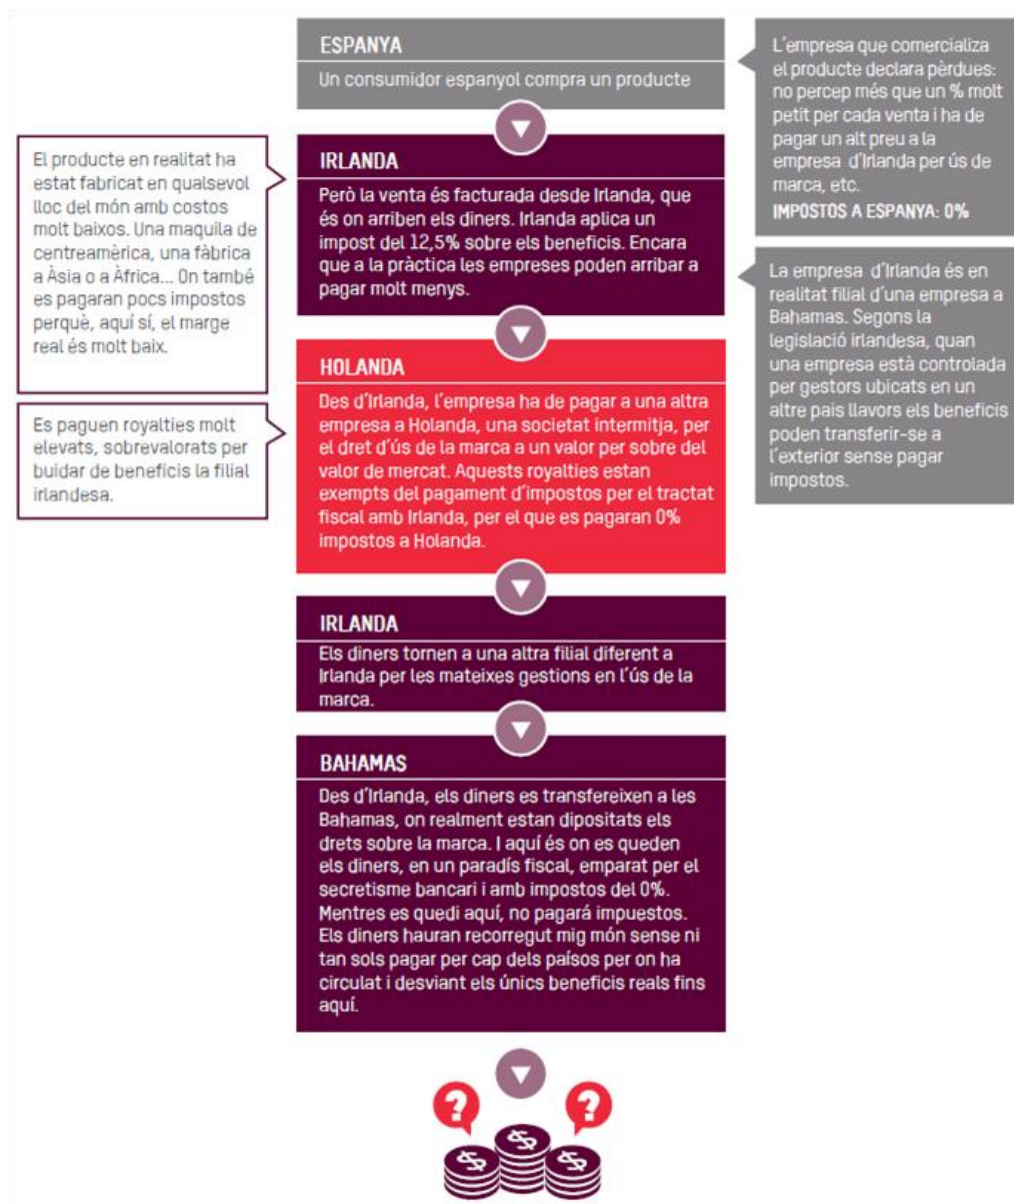 ESPANYA
Un consumidor espanyol compra un producte
L'empresa que comercializa
el producte declara pèrdues:
no percep més que un % molt
petit per cada venta i ha de
pagar un alt preu a la
empresa d'Irlanda per ús de
marca, etc.
IMPOSTOS A ESPANYA: 0%
El producte en realitat ha
estat fabricat en qualsevol
lloc del món amb costos
molt baixos. Una maquila de
centreamèrica, una fàbrica
a Àsia o a Àfrica... On també
es pagaran pocs impostos
perquè, aquí sí, el marge
real és molt baix.
IRLANDA
Però la venta és facturada desde Irlanda, que
és on arriben els diners. Irlanda aplica un
impost del 12,5% sobre els beneficis. Encara
que a la pràctica les empreses poden arribar a
pagar molt menys.
La empresa d'Irlanda és en
realitat filial d'una empresa a
Bahamas. Segons la
legislació irlandesa, quan
una empresa està controlada
per gestors ubicats en un
altre pais llavors els beneficis
poden transferir-se a
l'exterior sense pagar
impostos.
HOLANDA
Des d'Irlanda, l'empresa ha de pagar a una altra
empresa a Holanda, una societat intermitja, per
el dret d'ús de la marca a un valor per sobre del
valor de mercat. Aquests royalties estan
exempts del pagament d'impostos per el tractat
fiscal amb Irlanda, per el que es pagaran 0%
impostos a Holanda.
Es paguen royalties molt
elevats, sobrevalorats per
buidar de beneficis la filial
irlandesa.
IRLANDA
Els diners tornen a una altra filial diferent a
Irlanda per les mateixes gestions en l'ús de la
marca.
BAHAMAS
Des d'Irlanda, els diners es transfereixen a les
Bahamas, on realment estan dipositats els
drets sobre la marca. I aquí és on es queden
els diners, en un paradís fiscal, emparat per el
secretisme bancari i amb impostos del 0%.
Mentres es quedi aquí, no pagará impuestos.
Els diners hauran recorregut mig món sense ni
tan sols pagar per cap dels països per on ha
circulat i desviant els únics beneficis reals fins
aquí.
? ?
$ $ $